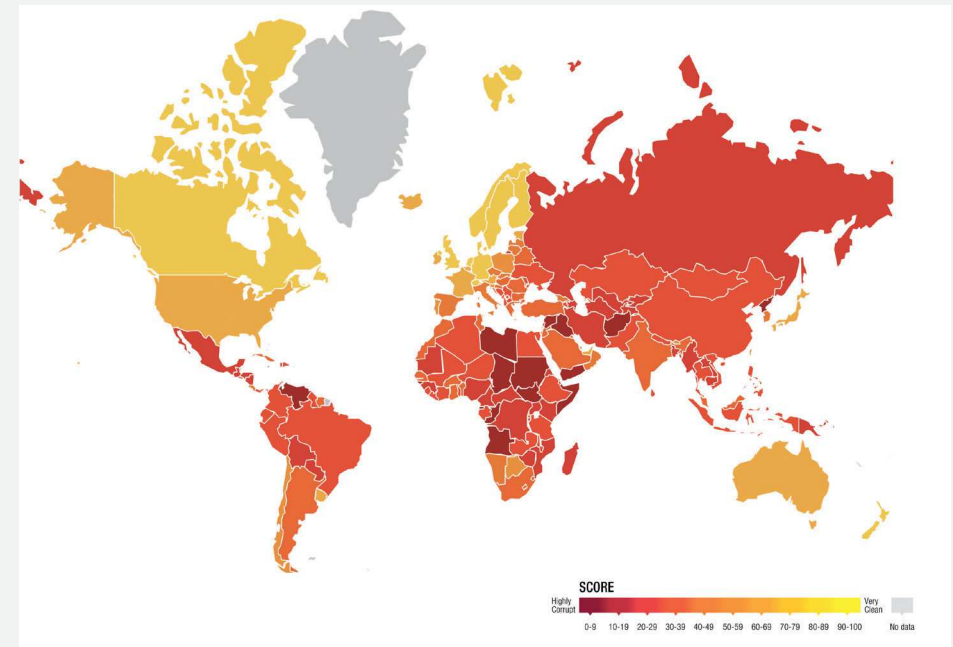 SCORE
Highly Corrupt
Very Clean
0-9 10-19 20-29 30-39 40-49 50-59 60-69 70-79 80-89 90-100 No data